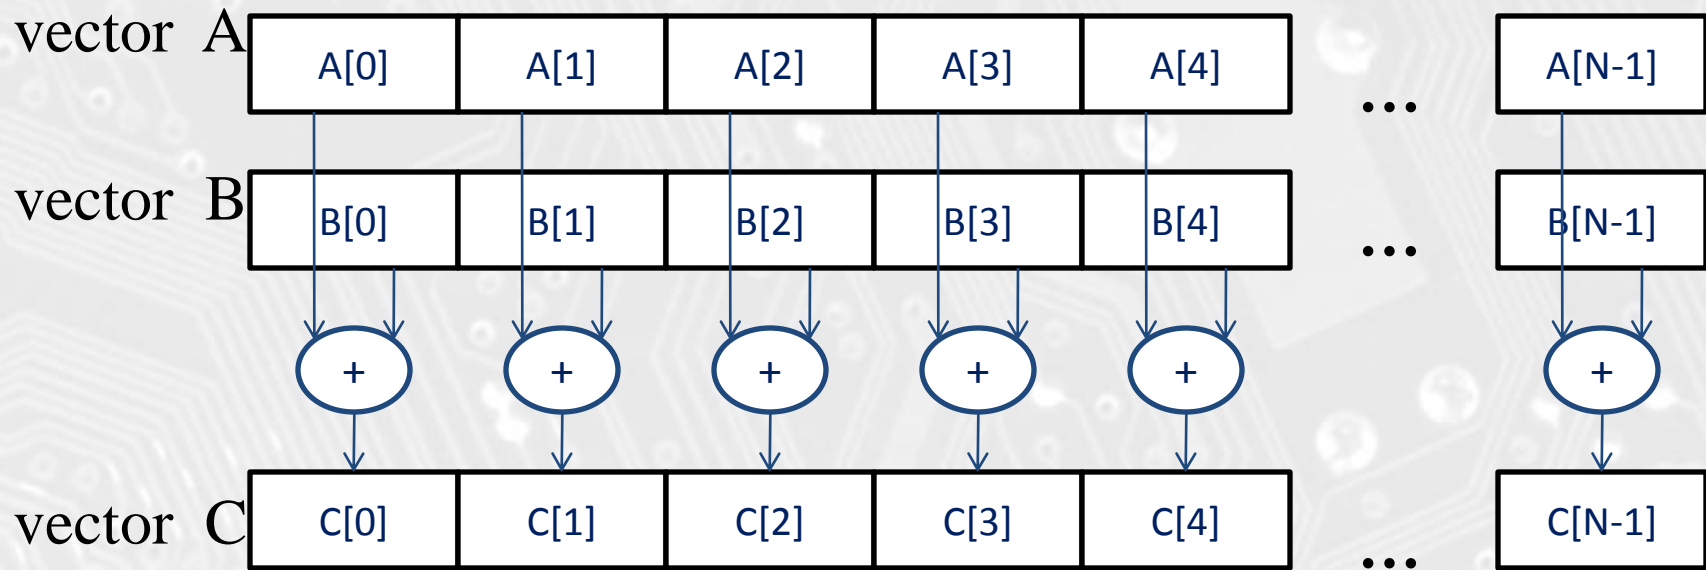 vector A A[0] A[1] A[2] A[3] A[4] ... A[N-1]
vector B B[0] B[1] B[2] B[3] B[4] ... B[N-1]
+ + + + + +
vector C C[0] C[1] C[2] C[3] C[4] ... C[N-1]